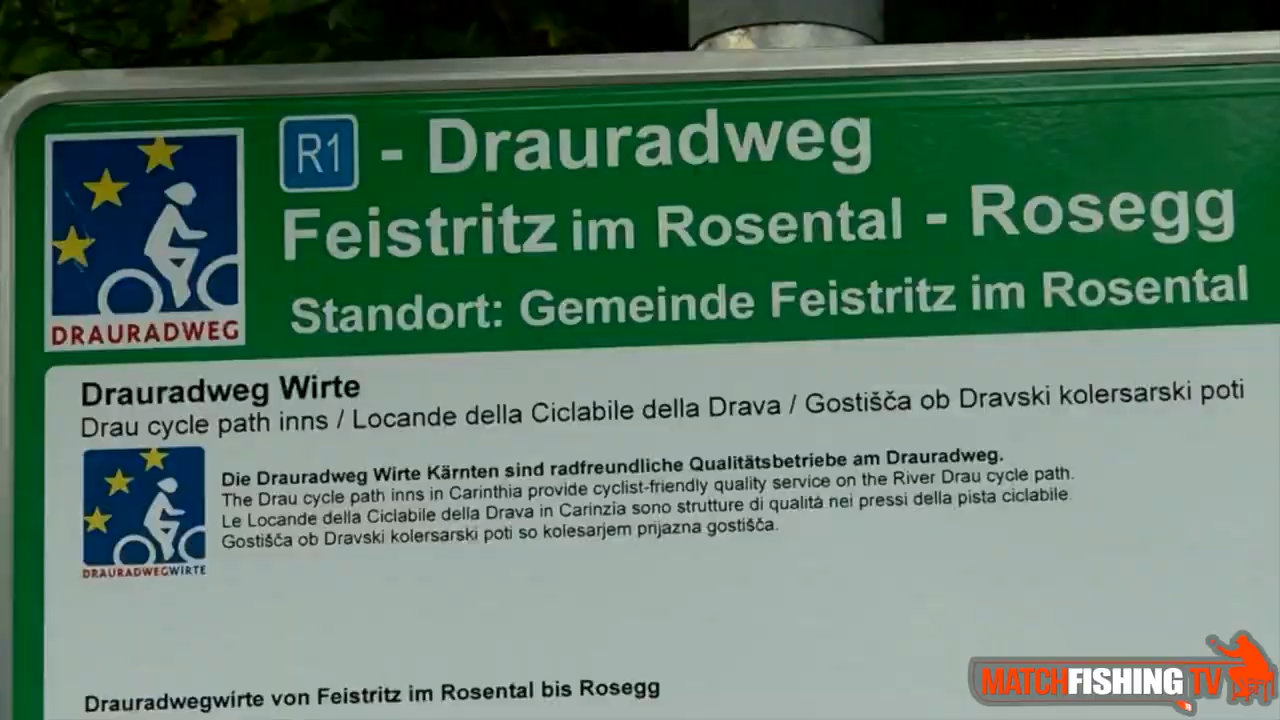 R1 - Drauradweg
Feistritz im Rosental - Rosegg
Standort: Gemeinde Feistritz im Rosental
DRAURADWEG
Drauradweg Wirte
Drau cycle path inns / Locande della Ciclabile della Drava / Gostišča ob Dravski kolersarski poti
Die Drauradweg Wirte Kärnten sind radfreundliche Qualitätsbetriebe am Drauradweg.
The Drau cycle path inns in Carinthia provide cyclist-friendly quality service on the River Drau cycle path.
Le Locande della Ciclabile della Drava in Carinzia sono strutture di qualità nei pressi della pista ciclabile.
Gostišča ob Dravski kolersarski poti so kolesarjem prijazna gostišča.
DRAURADWEGWIRTE
Drauradwegwirte von Feistritz im Rosental bis Rosegg
MATCHFISHING TV